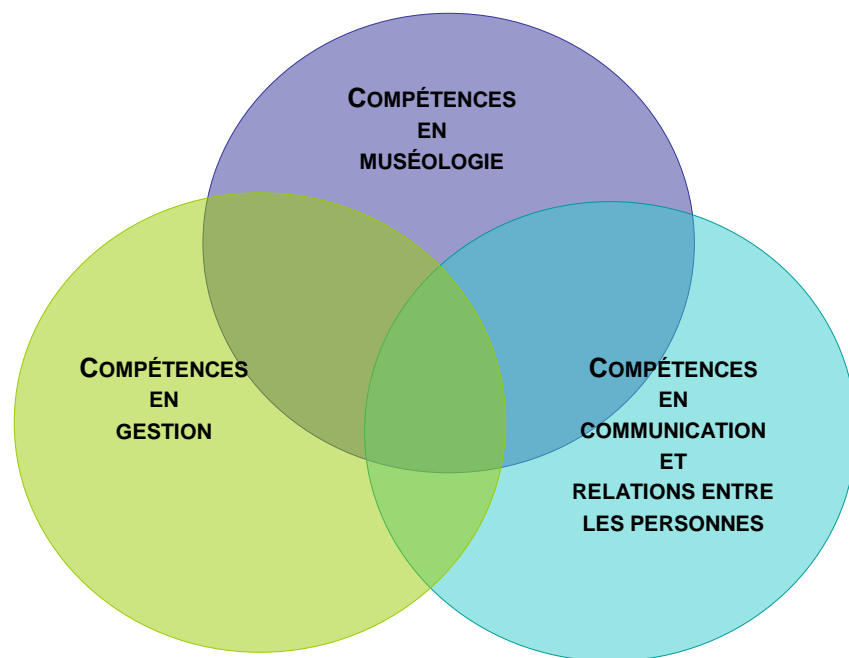 COMPÉTENCES
EN
MUSÉOLOGIE
COMPÉTENCES
EN
GESTION
COMPÉTENCES
EN
COMMUNICATION
ET
RELATIONS ENTRE
LES PERSONNES